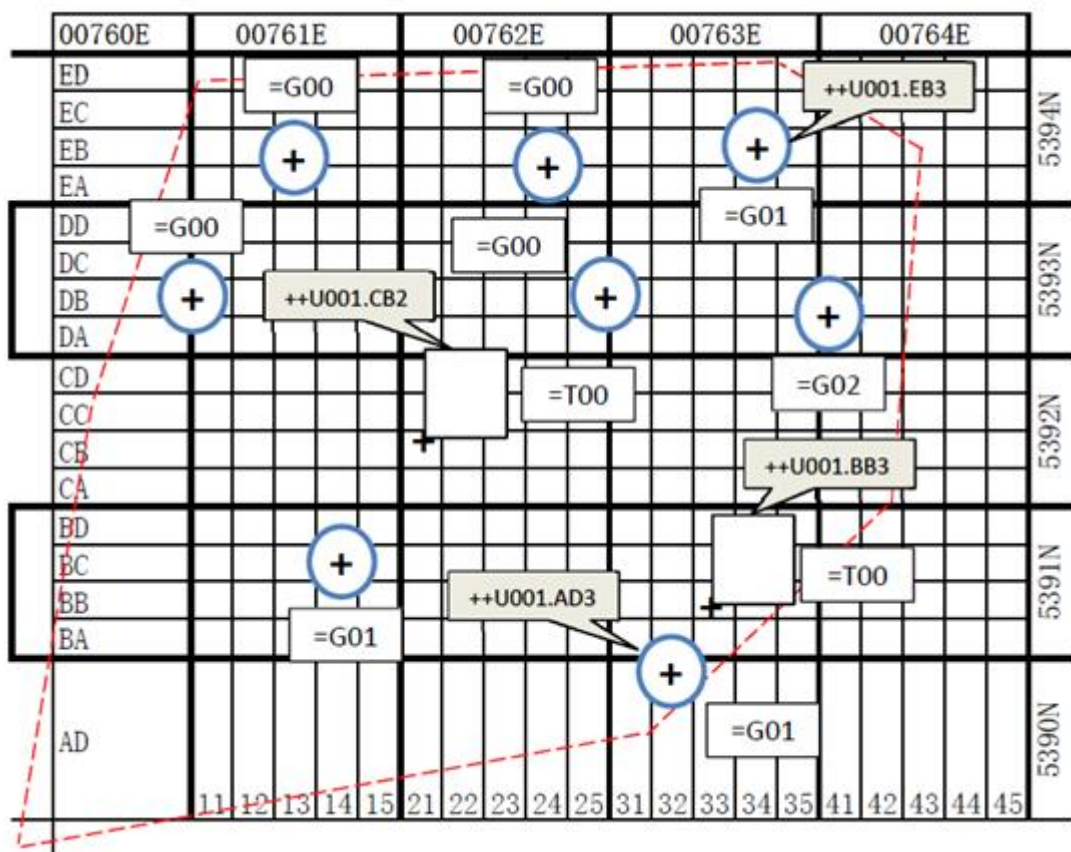 00760E 00761E 00762E 00763E 00764E
ED =G00 =G00 ++U001.EB3
EC
EB
EA
5394N
=G00 =G01
DD =G00
DC
DB ++U001.CB2
DA
5393N
CD =T00 =G02
CC
CB
CA
5392N
++U001.BB3
BD
BC =T00
BB ++U001.AD3
BA =G01
5391N
AD =G01
5390N
11 12 13 14 15 21 22 23 24 25 31 32 33 34 35 41 42 43 44 45